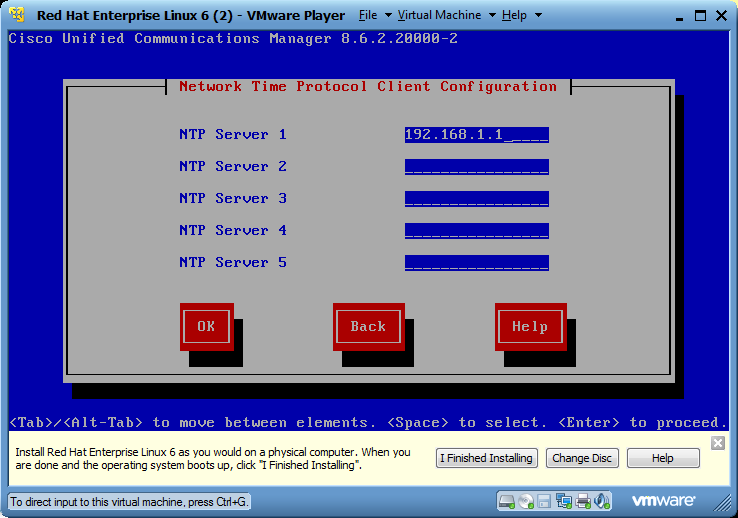 Red Hat Enterprise Linux 6 (2) - VMware Player File Virtual Machine Help
Cisco Unified Communications Manager 8.6.2.20000-2
Network Time Protocol Client Configuration
NTP Server 1 192.168.1.1_____
NTP Server 2 ________________
NTP Server 3 ________________
NTP Server 4 ________________
NTP Server 5 ________________
OK Back Help
<Tab>/<Alt-Tab> to move between elements. <Space> to select. <Enter> to proceed.
Install Red Hat Enterprise Linux 6 as you would on a physical computer. When you
are done and the operating system boots up, click "I Finished Installing".
I Finished Installing Change Disc Help
To direct input to this virtual machine, press Ctrl+G.
vmware